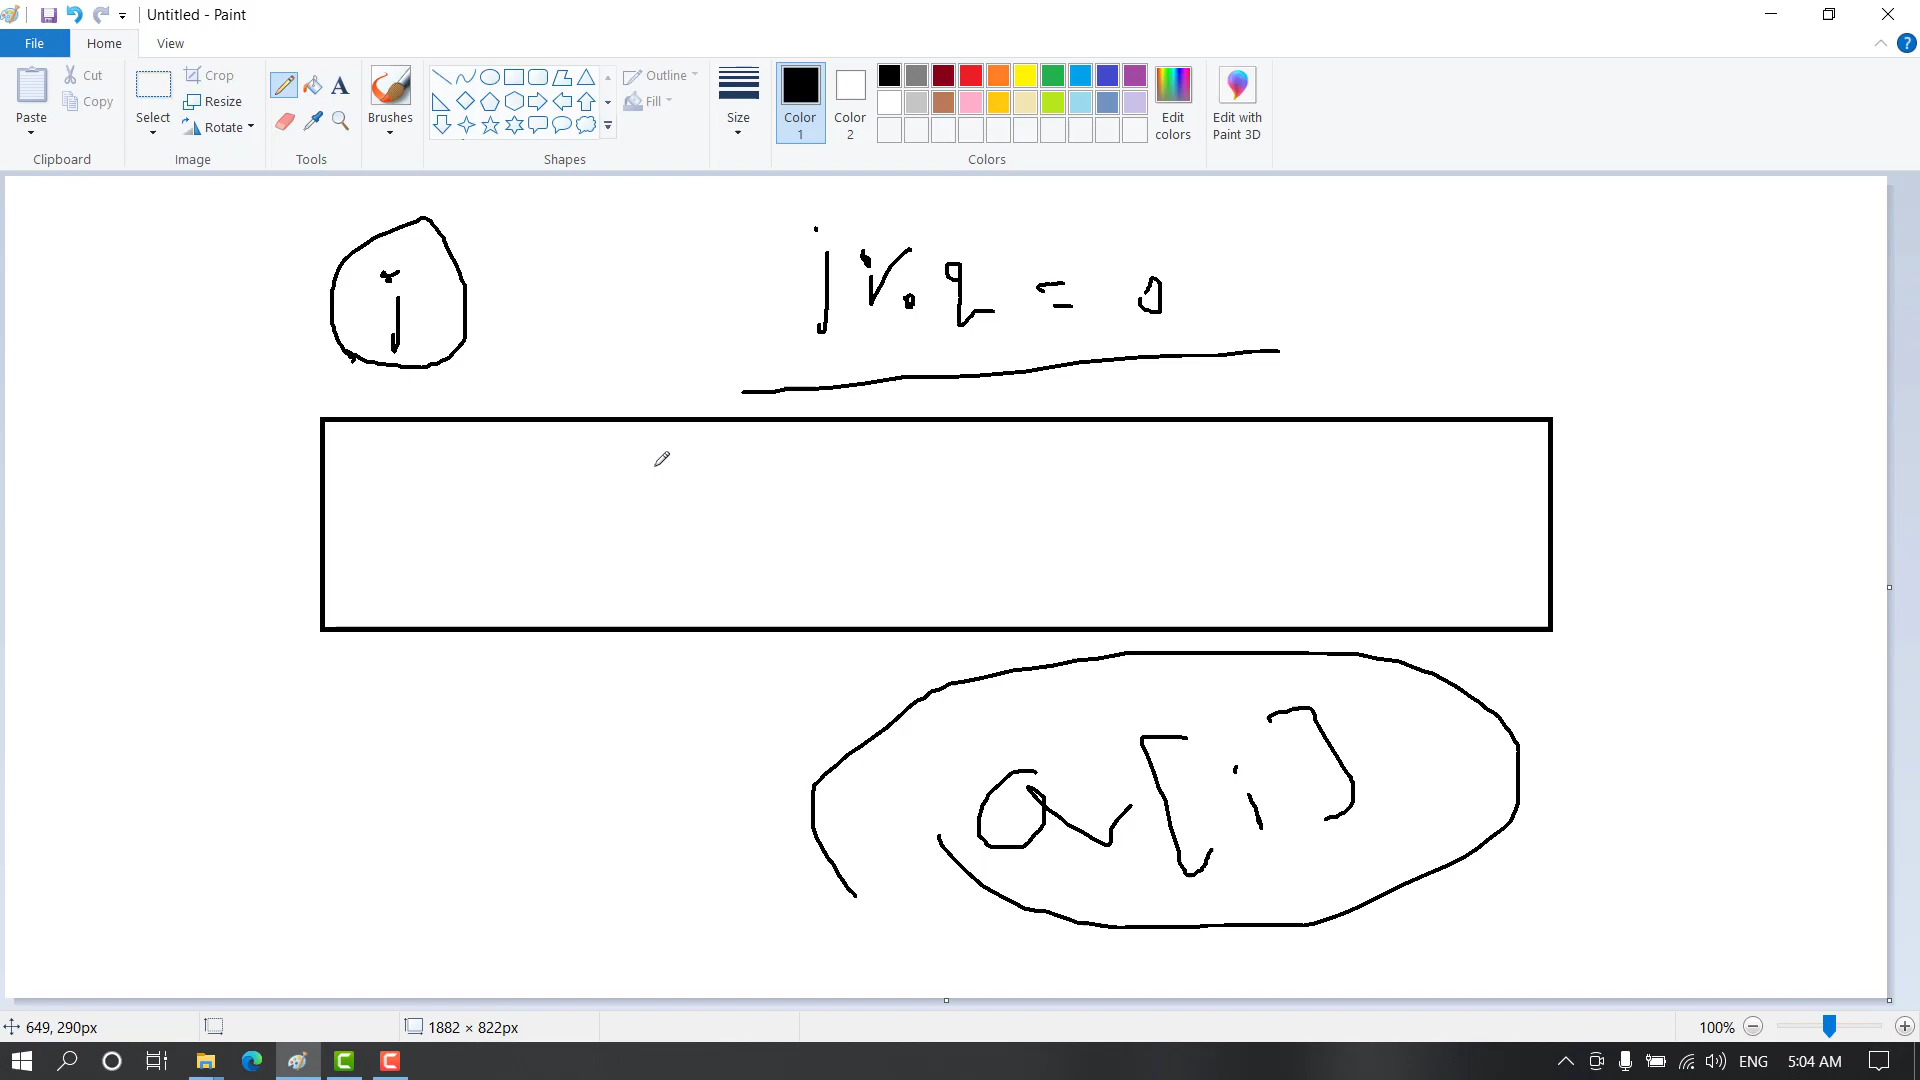 Untitled - Paint
File Home View
Paste
Cut
Copy
Clipboard
Select
Crop
Resize
Rotate
Image
A
Tools
Brushes
Outline
Fill
Shapes
Size
Color 1
Color 2
Edit colors
Colors
Edit with Paint 3D
?
j
j % q = 0
a[i]
649, 290px
1882 × 822px
100%
ENG
5:04 AM